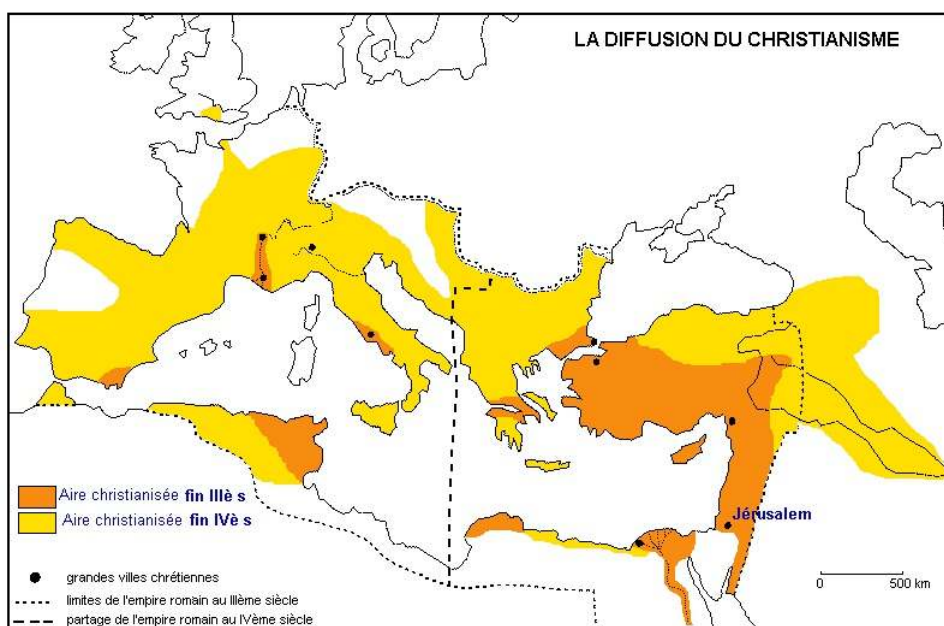 LA DIFFUSION DU CHRISTIANISME
Jérusalem
Aire christianisée fin IIIè s
Aire christianisée fin IVè s
grandes villes chrétiennes
limites de l'empire romain au IIIème siècle
partage de l'empire romain au IVème siècle
0 500 km